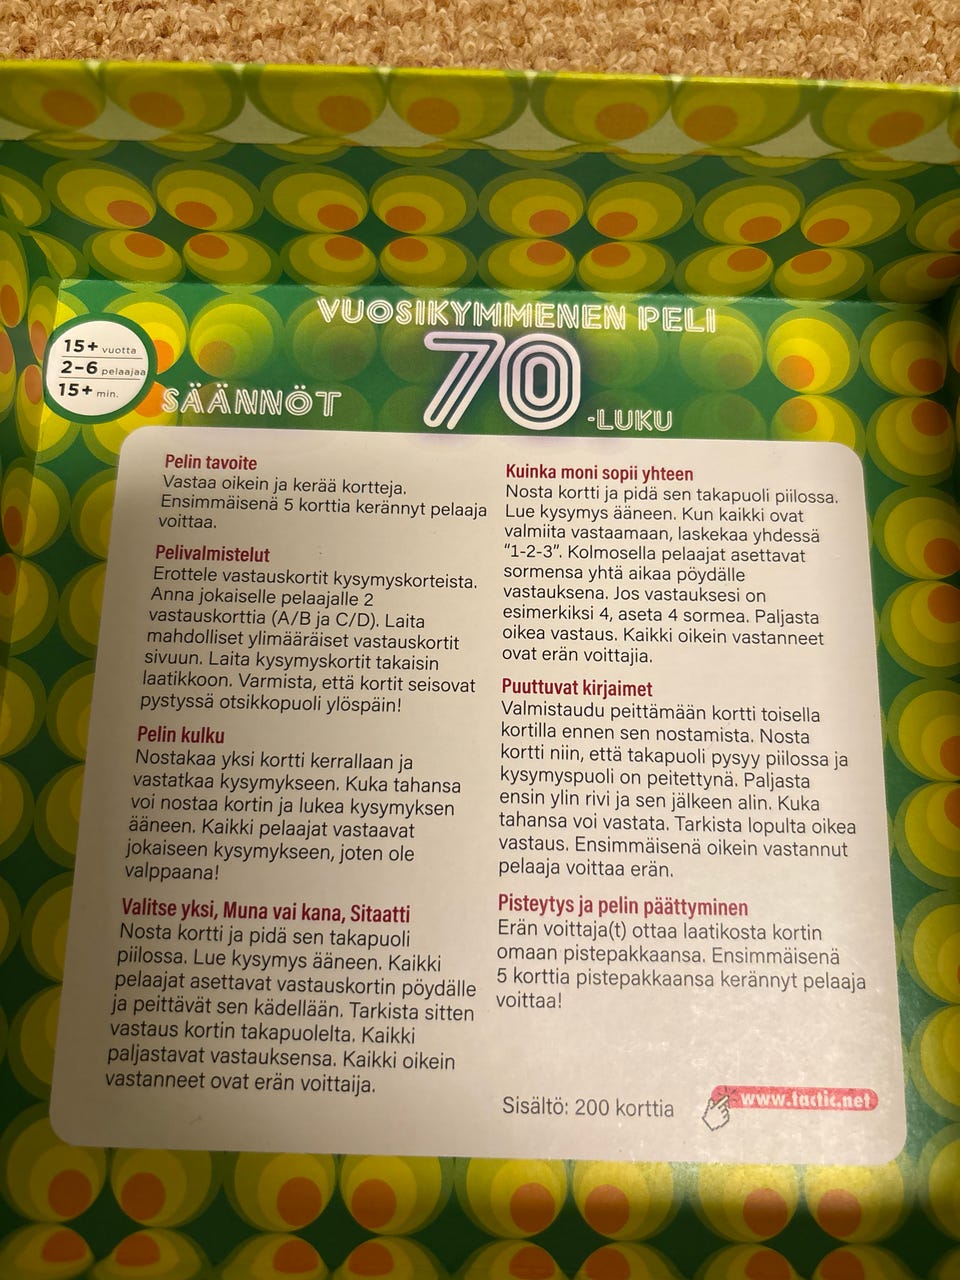 VUOSIKYMMENEN PELI
70
-LUKU
15+ vuotta
2-6 pelaajaa
15+ min.
SÄÄNNÖT
Pelin tavoite
Vastaa oikein ja kerää kortteja.
Ensimmäisenä 5 korttia kerännyt pelaaja
voittaa.
Pelivalmistelut
Erottele vastauskortit kysymyskorteista.
Anna jokaiselle pelaajalle 2
vastauskorttia (A/B ja C/D). Laita
mahdolliset ylimääräiset vastauskortit
sivuun. Laita kysymyskortit takaisin
laatikkoon. Varmista, että kortit seisovat
pystyssä otsikkopuoli ylöspäin!
Pelin kulku
Nostakaa yksi kortti kerrallaan ja
vastatkaa kysymykseen. Kuka tahansa
voi nostaa kortin ja lukea kysymyksen
ääneen. Kaikki pelaajat vastaavat
jokaiseen kysymykseen, joten ole
valppaana!
Valitse yksi, Muna vai kana, Sitaatti
Nosta kortti ja pidä sen takapuoli
piilossa. Lue kysymys ääneen. Kaikki
pelaajat asettavat vastauskortin pöydälle
ja peittävät sen kädellään. Tarkista sitten
vastaus kortin takapuolelta. Kaikki
paljastavat vastauksensa. Kaikki oikein
vastanneet ovat erän voittaija.
Kuinka moni sopii yhteen
Nosta kortti ja pidä sen takapuoli piilossa.
Lue kysymys ääneen. Kun kaikki ovat
valmiita vastaamaan, laskekaa yhdessä
“1-2-3”. Kolmosella pelaajat asettavat
sormensa yhtä aikaa pöydälle
vastauksena. Jos vastauksesi on
esimerkiksi 4, aseta 4 sormea. Paljasta
oikea vastaus. Kaikki oikein vastanneet
ovat erän voittajia.
Puuttuvat kirjaimet
Valmistaudu peittämään kortti toisella
kortilla ennen sen nostamista. Nosta
kortti niin, että takapuoli pysyy piilossa ja
kysymyspuoli on peitettynä. Paljasta
ensin ylin rivi ja sen jälkeen alin. Kuka
tahansa voi vastata. Tarkista lopulta oikea
vastaus. Ensimmäisenä oikein vastannut
pelaaja voittaa erän.
Pisteytys ja pelin päättyminen
Erän voittaja(t) ottaa laatikosta kortin
omaan pistepakkaansa. Ensimmäisenä
5 korttia pistepakkaansa kerännyt pelaaja
voittaa!
Sisältö: 200 korttia
www.tactic.net